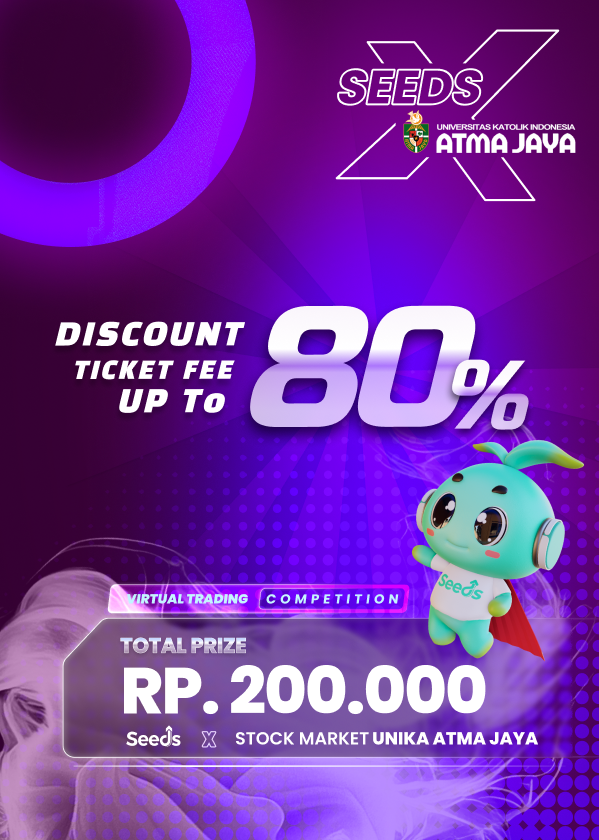 SEEDS
X
UNIVERSITAS KATOLIK INDONESIA
ATMA JAYA
DISCOUNT
TICKET FEE
UP To
80%
Seeds
VIRTUAL TRADING COMPETITION
TOTAL PRIZE
RP. 200.000
Seeds X STOCK MARKET UNIKA ATMA JAYA